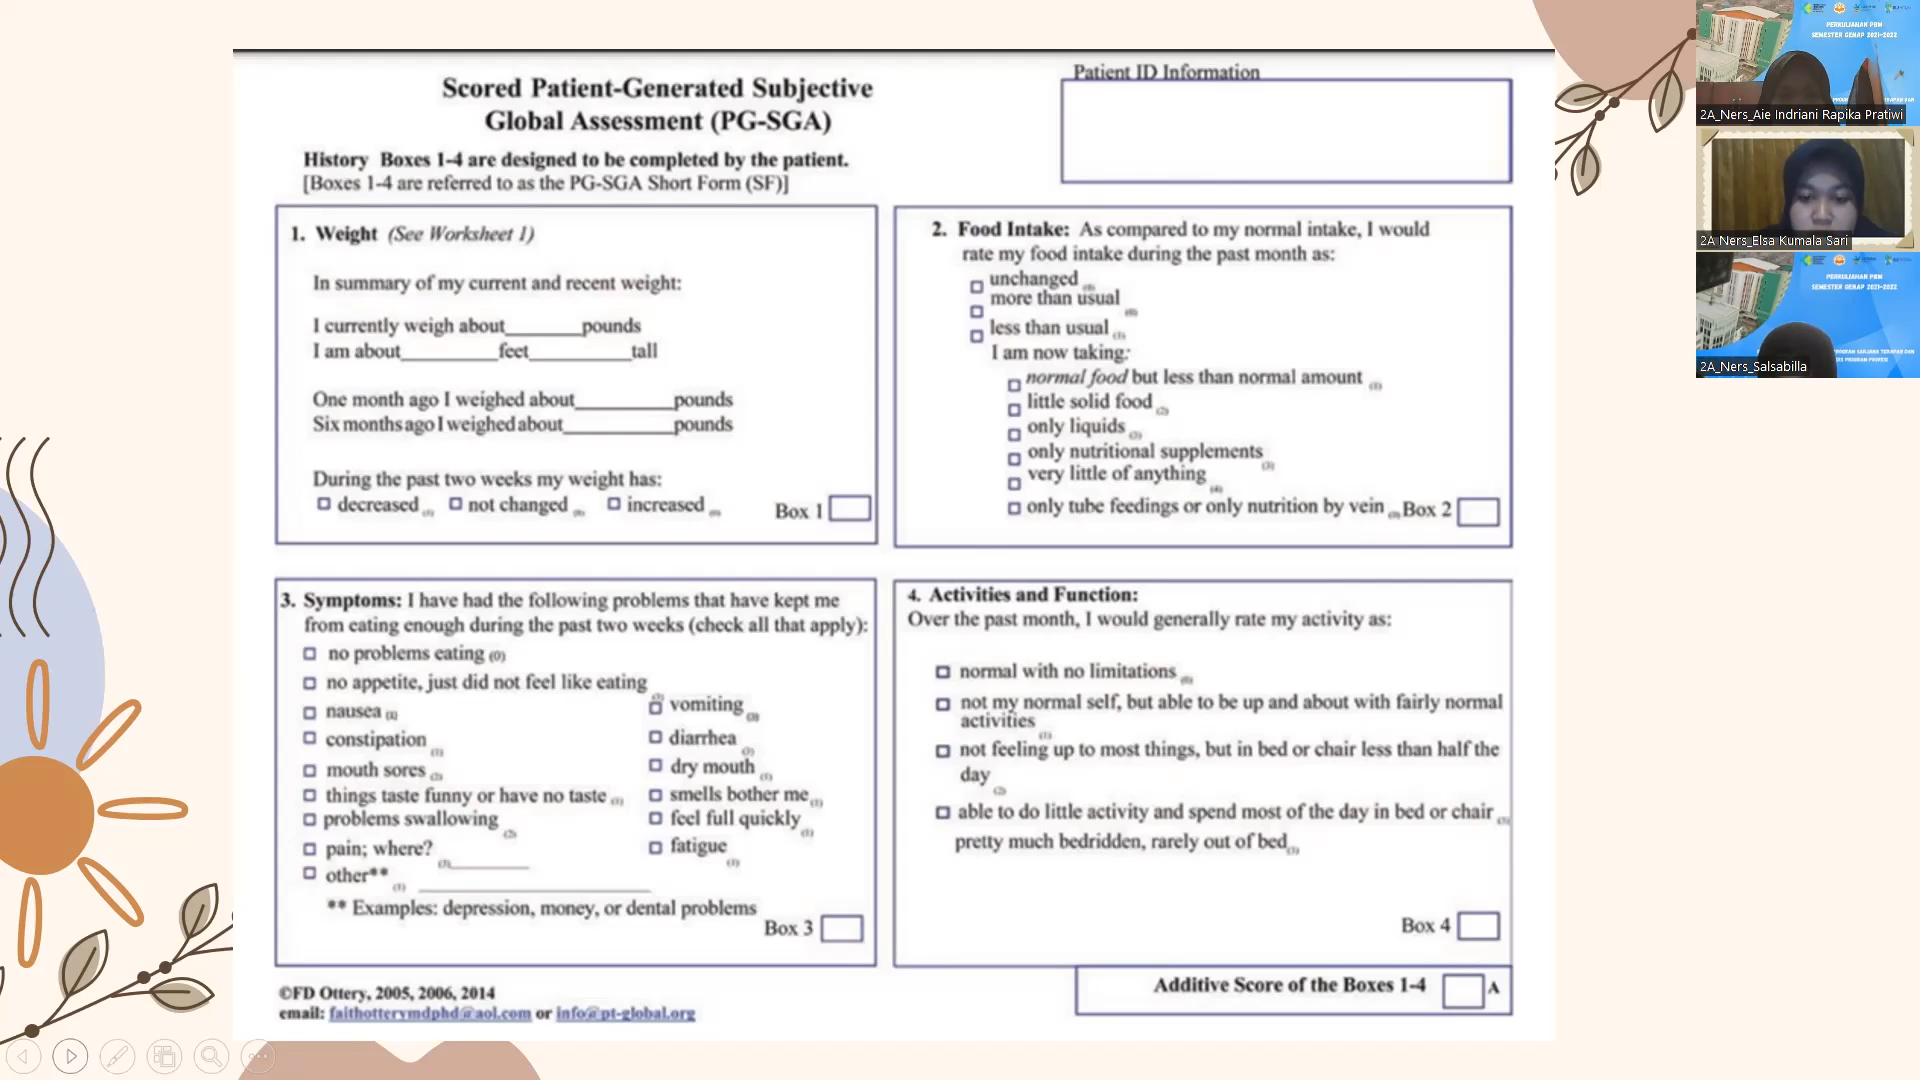 Scored Patient-Generated Subjective
Global Assessment (PG-SGA)
History Boxes 1-4 are designed to be completed by the patient.
[Boxes 1-4 are referred to as the PG-SGA Short Form (SF)]
Patient ID Information
1. Weight (See Worksheet 1)
In summary of my current and recent weight:
I currently weigh about________pounds
I am about__________feet___________tall
One month ago I weighed about__________pounds
Six months ago I weighed about____________pounds
During the past two weeks my weight has:
decreased not changed increased
Box 1
2. Food Intake: As compared to my normal intake, I would
rate my food intake during the past month as:
unchanged
more than usual
less than usual
I am now taking:
normal food but less than normal amount
little solid food
only liquids
only nutritional supplements
very little of anything
only tube feedings or only nutrition by vein
Box 2
3. Symptoms: I have had the following problems that have kept me
from eating enough during the past two weeks (check all that apply):
no problems eating (0)
no appetite, just did not feel like eating
nausea (1)
constipation
mouth sores
things taste funny or have no taste
problems swallowing
pain; where?
other**
vomiting
diarrhea
dry mouth
smells bother me
feel full quickly
fatigue
** Examples: depression, money, or dental problems
Box 3
4. Activities and Function:
Over the past month, I would generally rate my activity as:
normal with no limitations
not my normal self, but able to be up and about with fairly normal
activities
not feeling up to most things, but in bed or chair less than half the
day
able to do little activity and spend most of the day in bed or chair
pretty much bedridden, rarely out of bed
Box 4
Additive Score of the Boxes 1-4 A
©FD Ottery, 2005, 2006, 2014
email: faithotterymdphd@aol.com or info@pt-global.org
PERKULIAHAN PBM
SEMESTER GENAP 2021-2022
2A_Ners_Aie Indriani Rapika Pratiwi
2A Ners_Elsa Kumala Sari
PERKULIAHAN PBM
SEMESTER GENAP 2021-2022
2A_Ners_Salsabilla